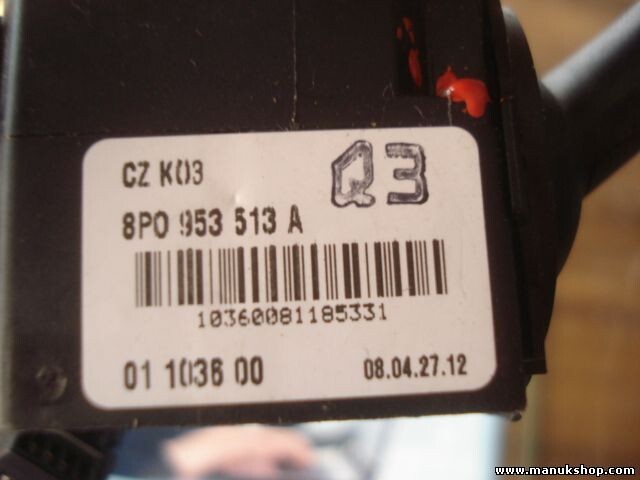 CZ K03
Q3
8P0 953 513 A
10360081185331
01 1036 00
08.04.27.12
www.manukshop.com